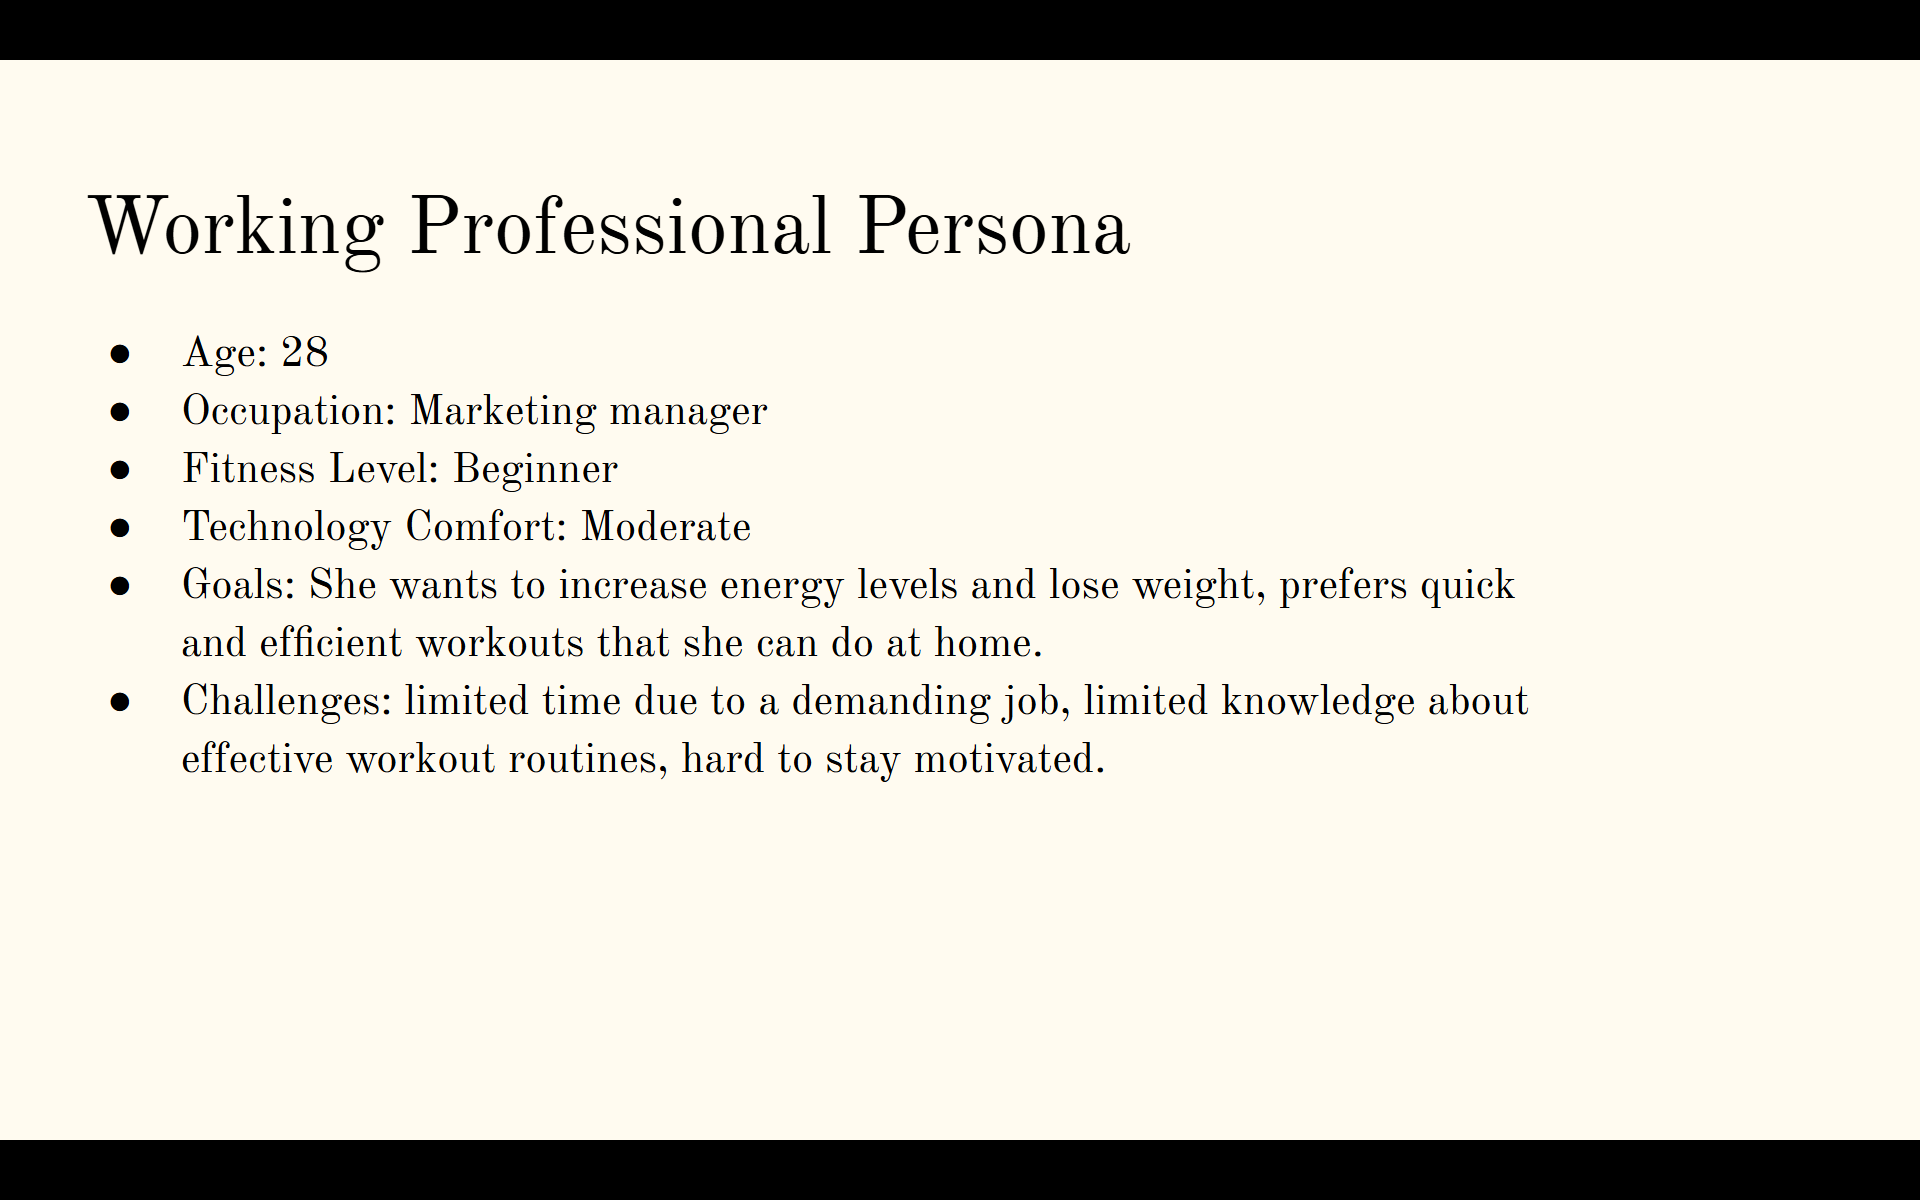 Working Professional Persona
● Age: 28
● Occupation: Marketing manager
● Fitness Level: Beginner
● Technology Comfort: Moderate
● Goals: She wants to increase energy levels and lose weight, prefers quick
and efficient workouts that she can do at home.
● Challenges: limited time due to a demanding job, limited knowledge about
effective workout routines, hard to stay motivated.